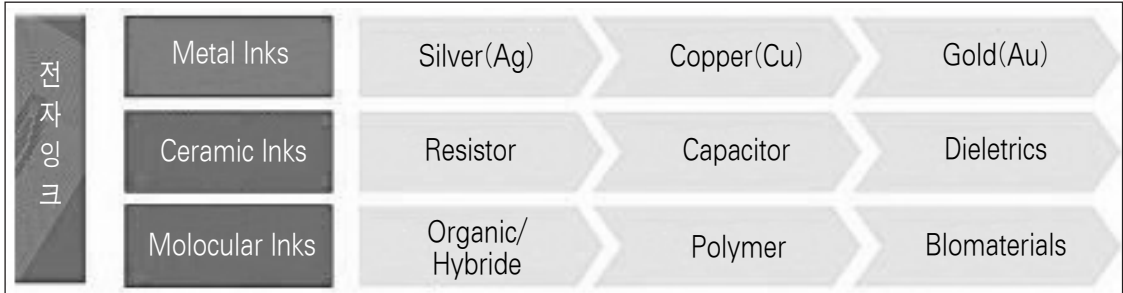 전자잉크
Metal Inks
Silver(Ag)
Copper(Cu)
Gold(Au)
Ceramic Inks
Resistor
Capacitor
Dieletrics
Molocular Inks
Organic/
Hybride
Polymer
Blomaterials